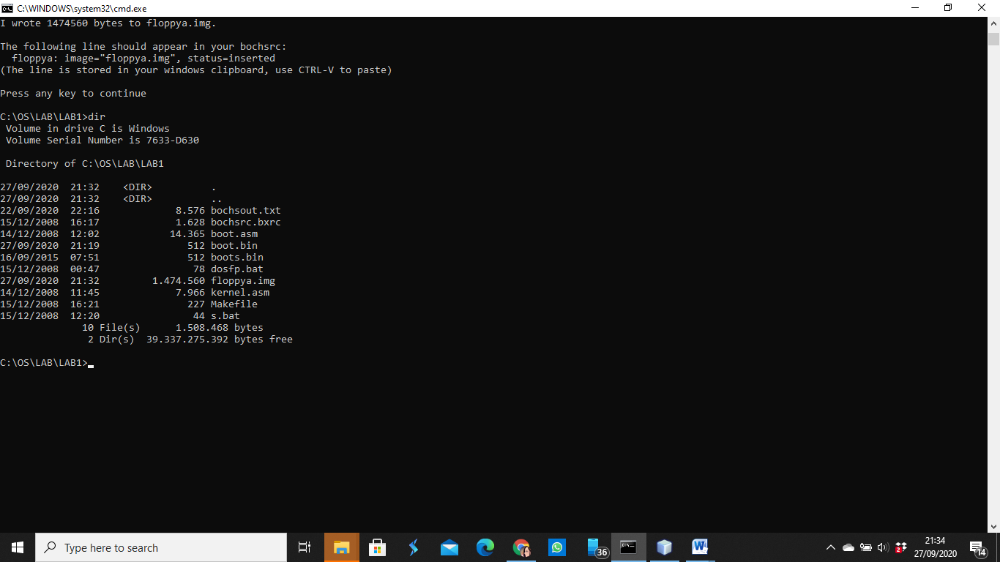 C:\WINDOWS\system32\cmd.exe
I wrote 1474560 bytes to floppya.img.
The following line should appear in your bochsrc:
  floppya: image="floppya.img", status=inserted
(The line is stored in your windows clipboard, use CTRL-V to paste)
Press any key to continue
C:\OS\LAB\LAB1>dir
 Volume in drive C is Windows
 Volume Serial Number is 7633-D630
 Directory of C:\OS\LAB\LAB1
27/09/2020  21:32    <DIR>          .
27/09/2020  21:32    <DIR>          ..
22/09/2020  22:16             8.576 bochsout.txt
15/12/2008  16:17             1.628 bochsrc.bxrc
14/12/2008  12:02            14.365 boot.asm
27/09/2020  21:19               512 boot.bin
16/09/2015  07:51               512 boots.bin
15/12/2008  00:47                78 dosfp.bat
27/09/2020  21:32         1.474.560 floppya.img
14/12/2008  11:45             7.966 kernel.asm
15/12/2008  16:21               227 Makefile
15/12/2008  12:20                44 s.bat
              10 File(s)      1.508.468 bytes
               2 Dir(s)  39.337.275.392 bytes free
C:\OS\LAB\LAB1>
Type here to search
36
2
21:34
27/09/2020
14